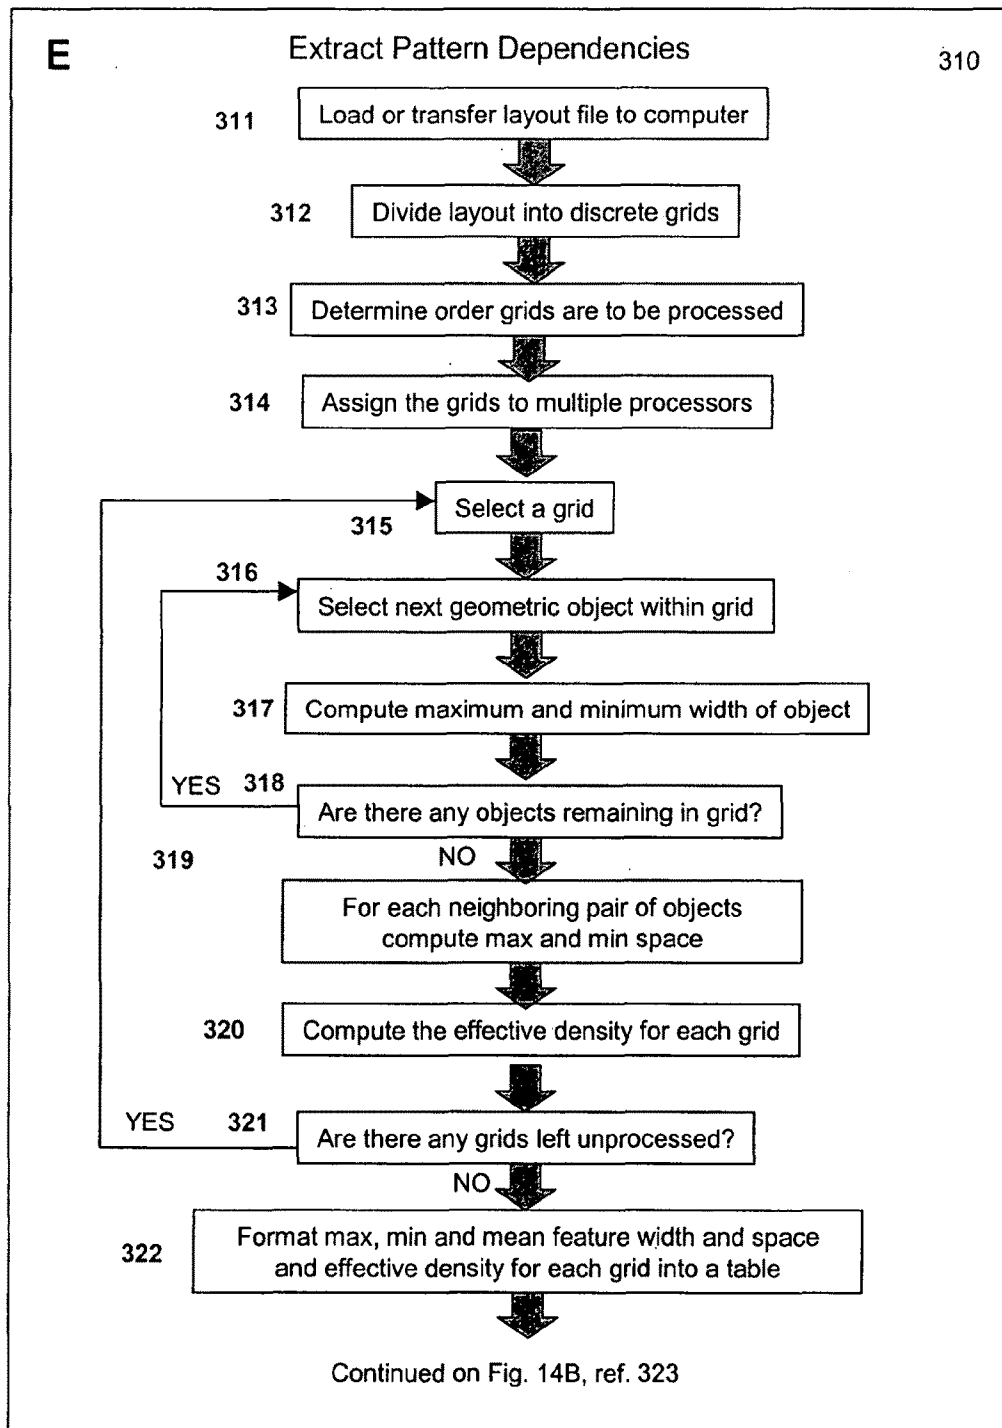 E
Extract Pattern Dependencies
310
311
Load or transfer layout file to computer
312
Divide layout into discrete grids
313
Determine order grids are to be processed
314
Assign the grids to multiple processors
Select a grid
315
316
Select next geometric object within grid
317
Compute maximum and minimum width of object
YES
318
Are there any objects remaining in grid?
NO
319
For each neighboring pair of objects
compute max and min space
320
Compute the effective density for each grid
YES
321
Are there any grids left unprocessed?
NO
322
Format max, min and mean feature width and space
and effective density for each grid into a table
Continued on Fig. 14B, ref. 323